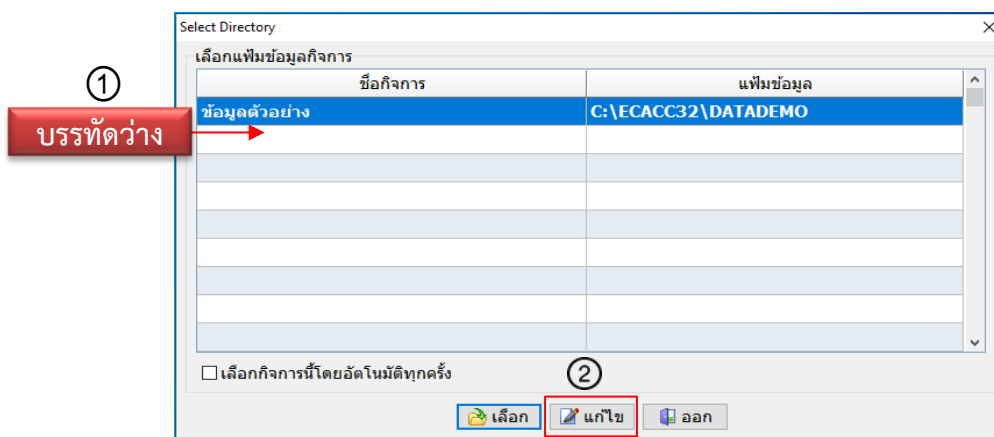 Select Directory
เลือกแฟ้มข้อมูลกิจการ
①
ชื่อกิจการ แฟ้มข้อมูล
ข้อมูลตัวอย่าง C:\ECACC32\DATADEMO
บรรทัดว่าง
เลือกกิจการนี้โดยอัตโนมัติทุกครั้ง
②
เลือก แก้ไข ออก